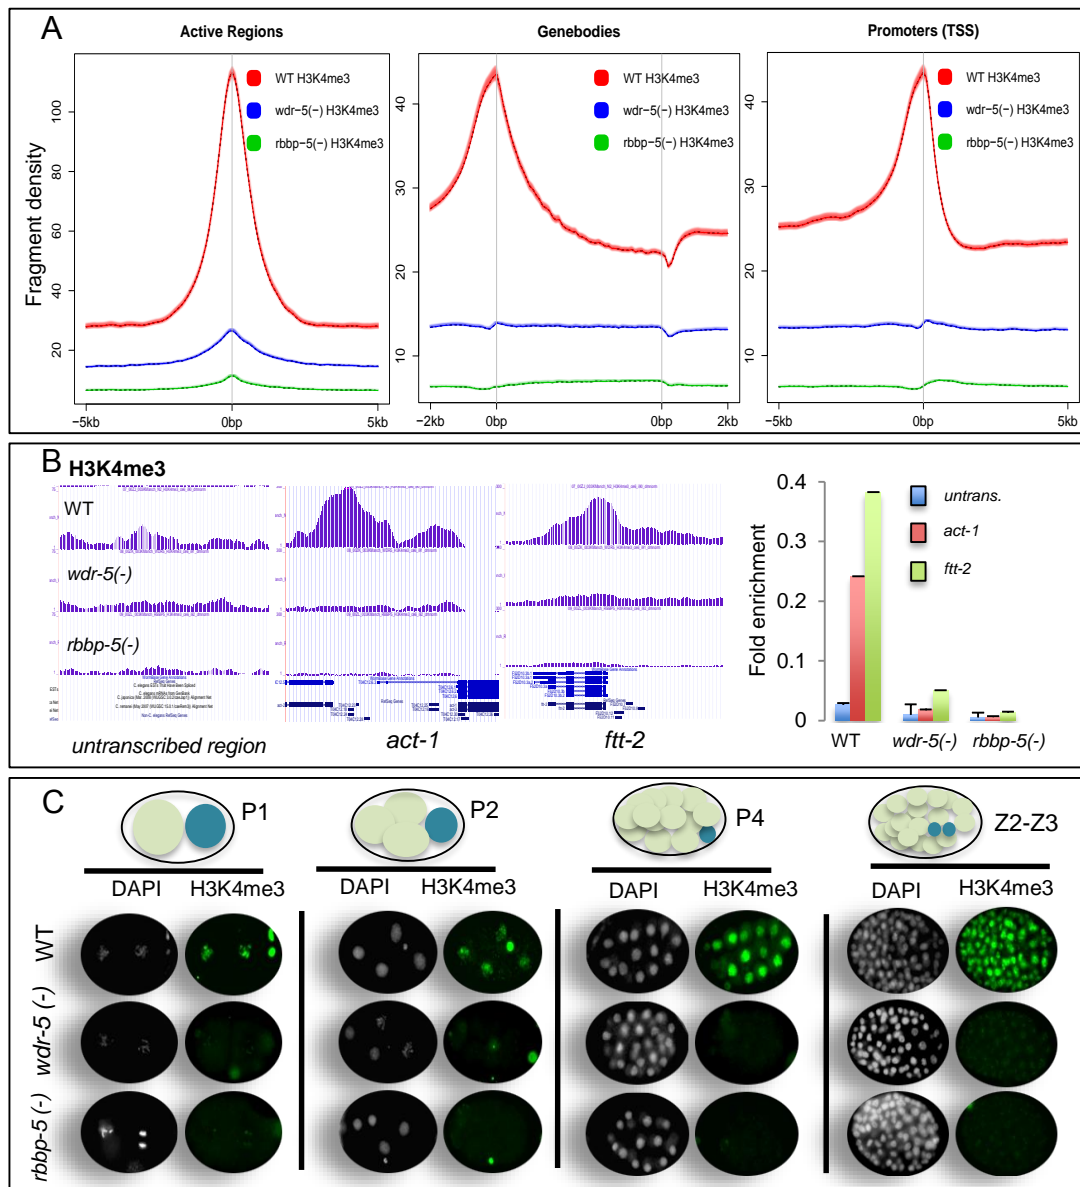 A
Active Regions
Genebodies
Promoters (TSS)
WT H3K4me3
wdr-5(-) H3K4me3
rbbp-5(-) H3K4me3
WT H3K4me3
wdr-5(-) H3K4me3
rbbp-5(-) H3K4me3
WT H3K4me3
wdr-5(-) H3K4me3
rbbp-5(-) H3K4me3
Fragment density
20
40
60
80
100
10
20
30
40
10
20
30
40
−5kb
0bp
5kb
−2kb
0bp
0bp
2kb
−5kb
0bp
5kb
B
H3K4me3
WT
wdr-5(-)
rbbp-5(-)
untranscribed region
act-1
ftt-2
Fold enrichment
0.4
0.3
0.2
0.1
0
untrans.
act-1
ftt-2
WT
wdr-5(-)
rbbp-5(-)
C
P1
P2
P4
Z2-Z3
DAPI
H3K4me3
DAPI
H3K4me3
DAPI
H3K4me3
DAPI
H3K4me3
WT
wdr-5 (-)
rbbp-5 (-)